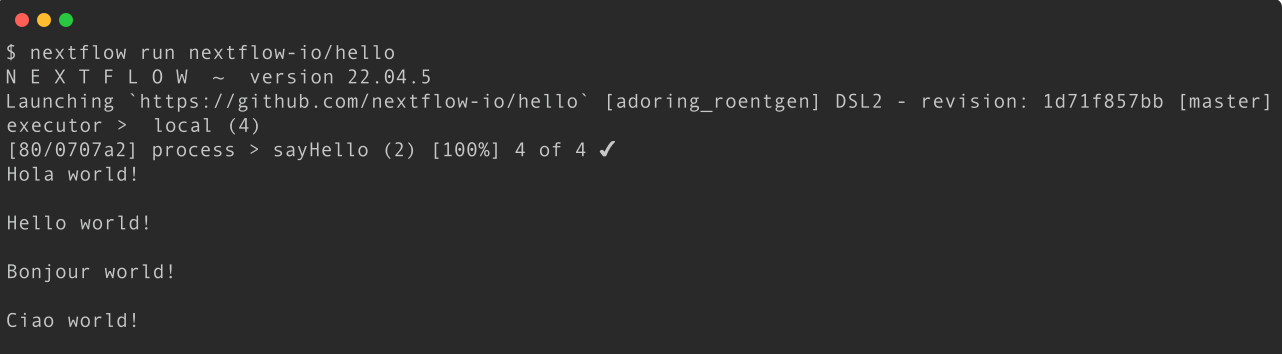 $ nextflow run nextflow-io/hello
N E X T F L O W  ~  version 22.04.5
Launching `https://github.com/nextflow-io/hello` [adoring_roentgen] DSL2 - revision: 1d71f857bb [master]
executor >  local (4)
[80/0707a2] process > sayHello (2) [100%] 4 of 4 ✔
Hola world!
Hello world!
Bonjour world!
Ciao world!